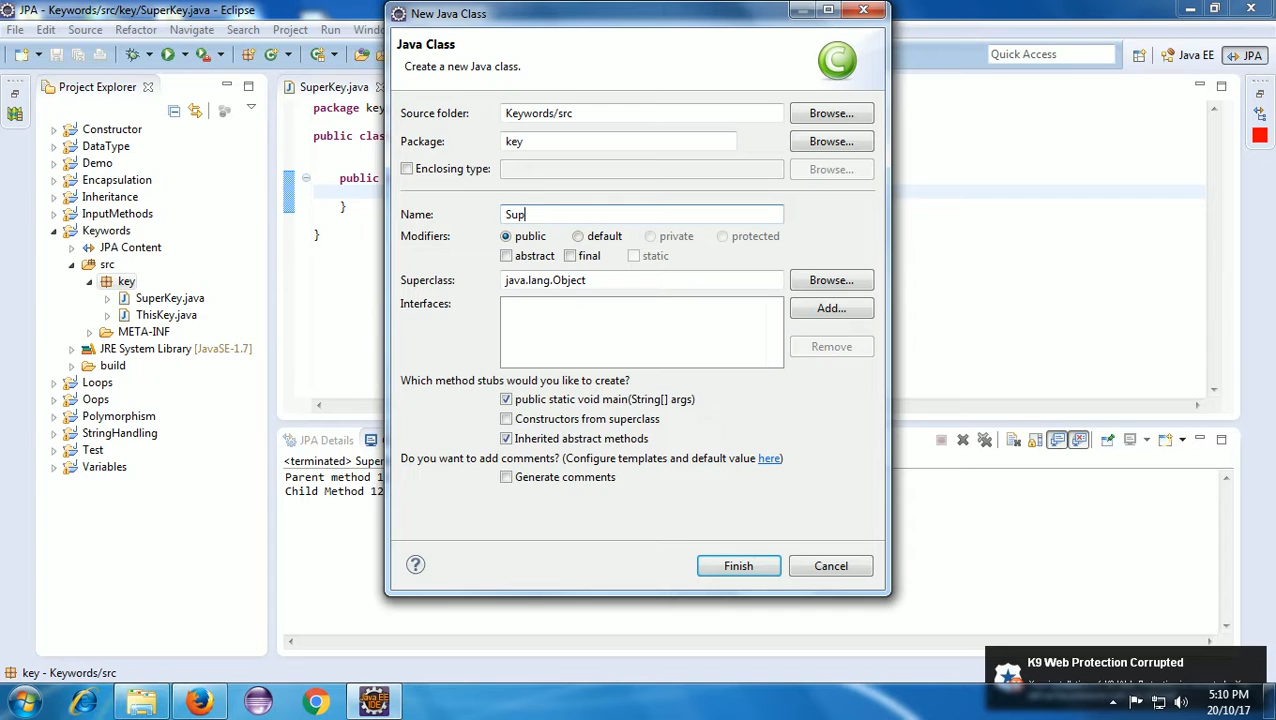 JPA - Keywords/src/key/SuperKey.java - Eclipse
New Java Class
File Edit Source Refactor Navigate Search Project Run
Java Class
Create a new Java class.
Quick Access
Java EE
JPA
Project Explorer
SuperKey.java
package
public
public
}
}
Constructor
DataType
Demo
Encapsulation
Inheritance
InputMethods
Keywords
JPA Content
src
key
SuperKey.java
ThisKey.java
META-INF
JRE System Library [JavaSE-1.7]
build
Loops
Oops
Polymorphism
StringHandling
Test
Variables
Source folder: Keywords/src Browse...
Package: key Browse...
Enclosing type: Browse...
Name: Sup
Modifiers: public default private protected
abstract final static
Superclass: java.lang.Object Browse...
Interfaces: Add...
Remove
Which method stubs would you like to create?
public static void main(String[] args)
Constructors from superclass
Inherited abstract methods
Do you want to add comments? (Configure templates and default value here)
Generate comments
? Finish Cancel
JPA Details
<terminated>
Parent method 1
Child Method 12
key - Keywords/src
K9 Web Protection Corrupted
Java EE
IDE
5:10 PM
20/10/17